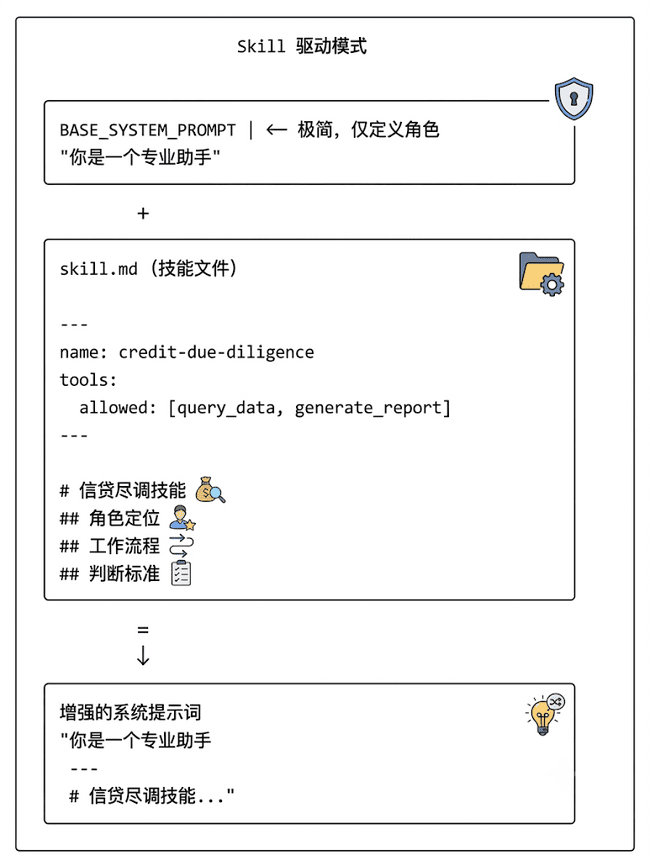 Skill 驱动模式
BASE_SYSTEM_PROMPT | <— 极简，仅定义角色
"你是一个专业助手"
+
skill.md (技能文件)
---
name: credit-due-diligence
tools:
allowed: [query_data, generate_report]
---
# 信贷尽调技能
## 角色定位
## 工作流程
## 判断标准
=
↓
增强的系统提示词
"你是一个专业助手
---
# 信贷尽调技能..."